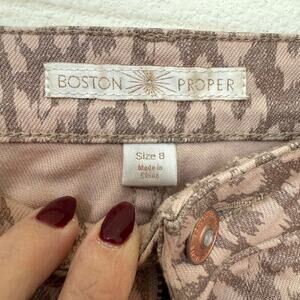 BOSTON PROPER
Size 8
Made in
China